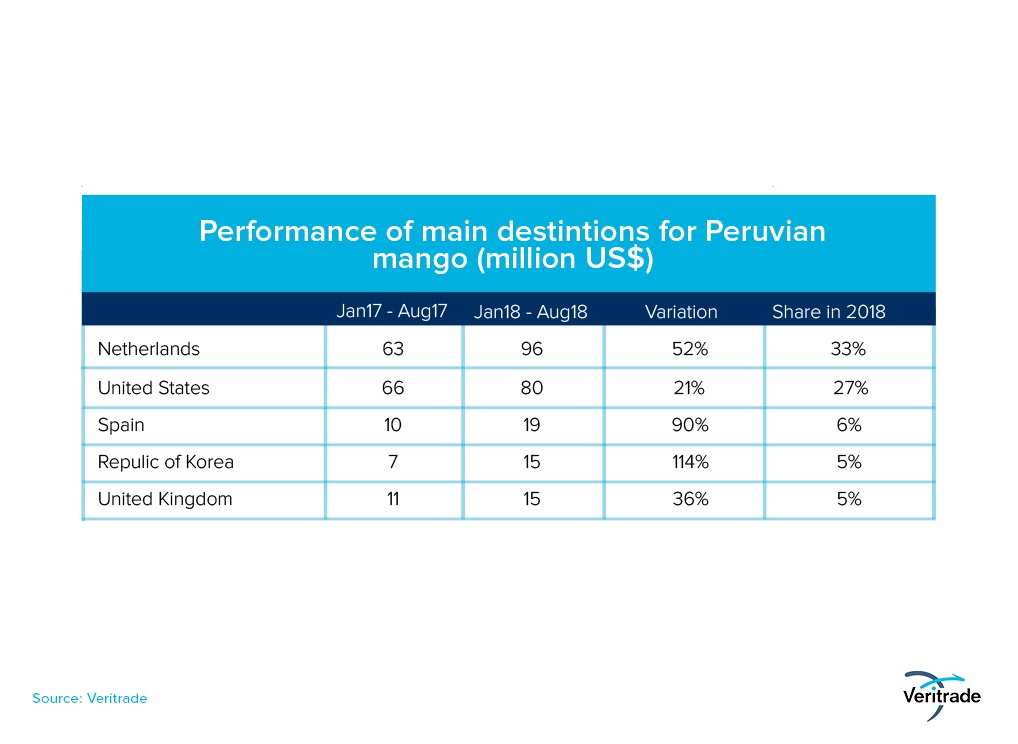 Performance of main destintions for Peruvian
mango (million US$)
Jan17 - Aug17 Jan18 - Aug18 Variation Share in 2018
Netherlands 63 96 52% 33%
United States 66 80 21% 27%
Spain 10 19 90% 6%
Repulic of Korea 7 15 114% 5%
United Kingdom 11 15 36% 5%
Source: Veritrade
Veritrade